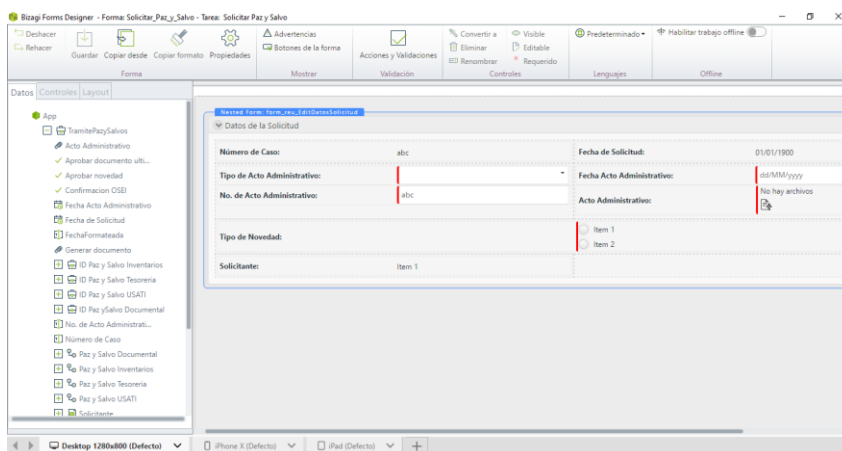 Bizagi Forms Designer - Forma: Solicitar_Paz_y_Salvo - Tarea: Solicitar Paz y Salvo
Deshacer
Rehacer
Guardar
Copiar desde
Copiar formato
Propiedades
Forma
Advertencias
Botones de la forma
Mostrar
Acciones y Validaciones
Validación
Convertir a
Eliminar
Renombrar
Visible
Editable
Requerido
Controles
Predeterminado
Lenguajes
Habilitar trabajo offline
Offline
Datos Controles Layout
App
TramitePazySalvos
Acto Administrativo
Aprobar documento ulti...
Aprobar novedad
Confirmacion OSEI
Fecha Acto Administrativo
Fecha de Solicitud
FechaFormateada
Generar documento
ID Paz y Salvo Inventarios
ID Paz y Salvo Tesoreria
ID Paz y Salvo USATI
ID Paz ySalvo Documental
No. de Acto Administrati...
Número de Caso
Paz y Salvo Documental
Paz y Salvo Inventarios
Paz y Salvo Tesoreria
Paz y Salvo USATI
Solicitante
Nested Form: form_reu_EditDatosSolicitud
Datos de la Solicitud
Número de Caso: abc Fecha de Solicitud: 01/01/1900
Tipo de Acto Administrativo: Fecha Acto Administrativo: dd/MM/yyyy
No. de Acto Administrativo: abc Acto Administrativo: No hay archivos
Tipo de Novedad: Item 1
Item 2
Solicitante: Item 1
Desktop 1280x800 (Defecto) iPhone X (Defecto) iPad (Defecto)